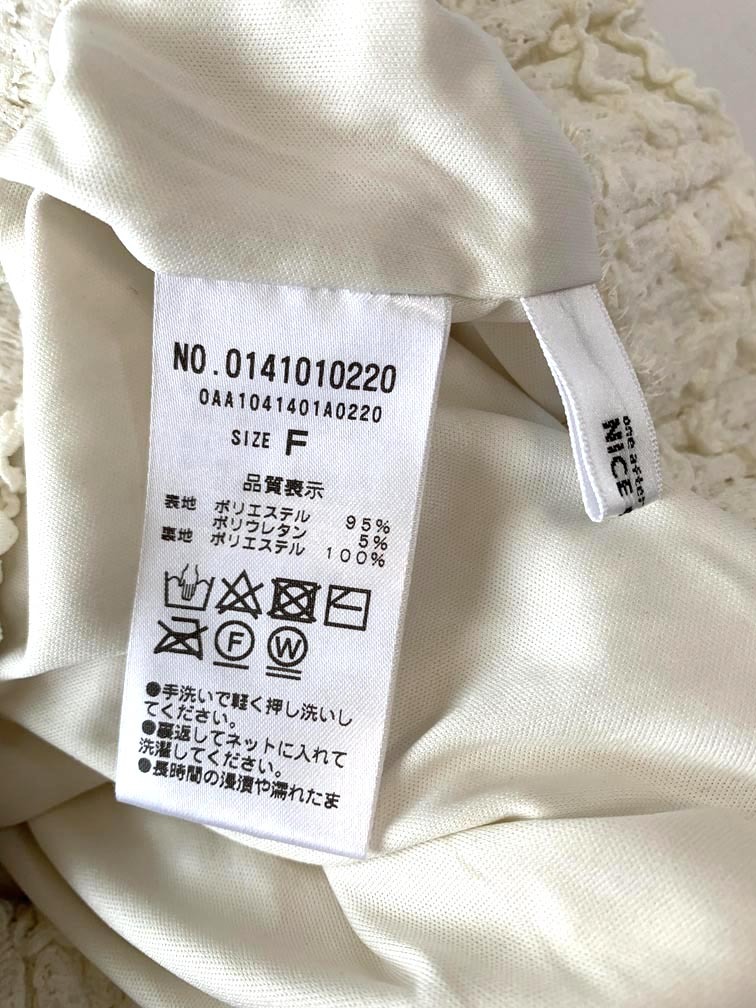 NO.0141010220
0AA1041401A0220
SIZE F
品質表示
表地 ポリエステル 95%
ポリウレタン 5%
裏地 ポリエステル 100%
F W
●手洗いで軽く押し洗いし
てください。
●裏返してネットに入れて
洗濯してください。
●長時間の浸漬や濡れたま
one after
NICE